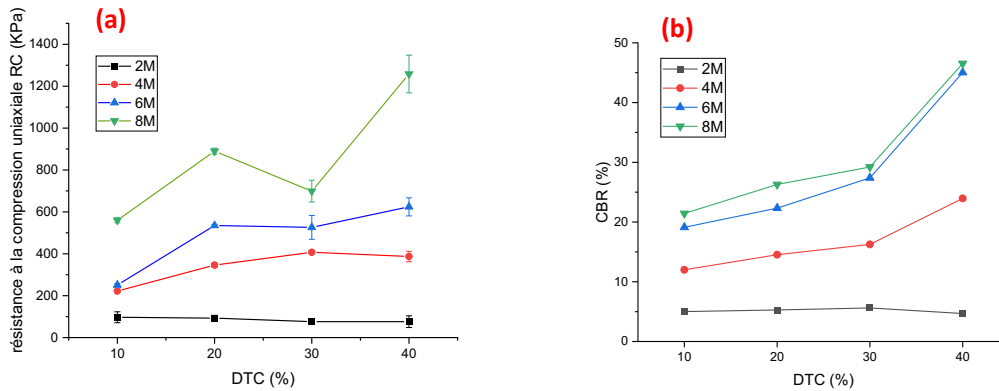 (a)
résistance à la compression uniaxiale RC (KPa)
1400
1200
1000
800
600
400
200
0
2M
4M
6M
8M
10 20 30 40
DTC (%)
(b)
CBR (%)
50
40
30
20
10
0
2M
4M
6M
8M
10 20 30 40
DTC (%)